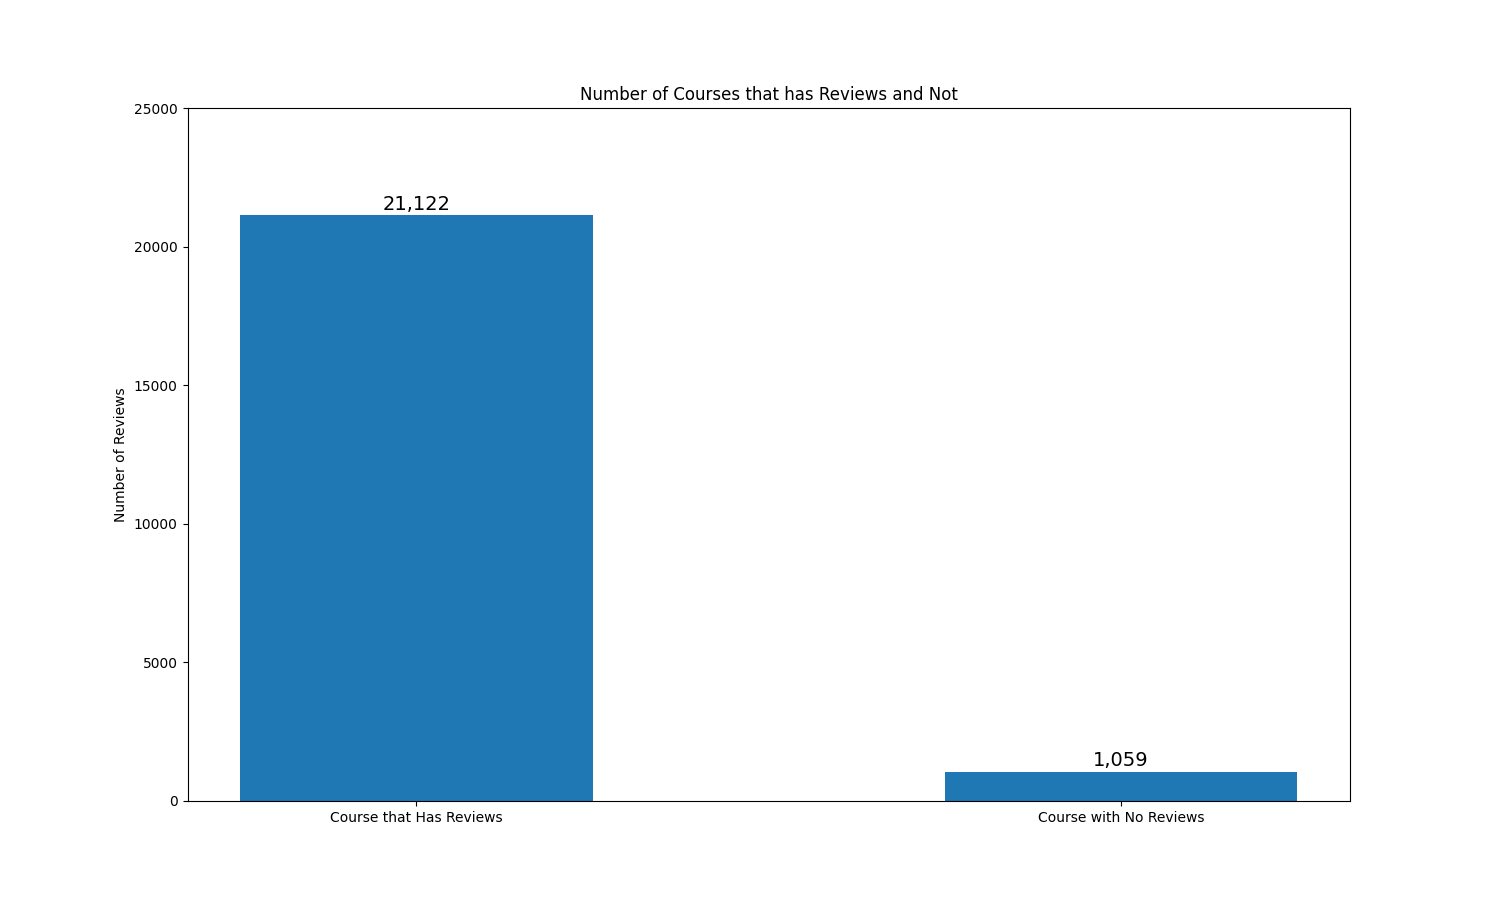 Number of Courses that has Reviews and Not
25000
20000
15000
10000
5000
0
Number of Reviews
21,122
1,059
Course that Has Reviews
Course with No Reviews